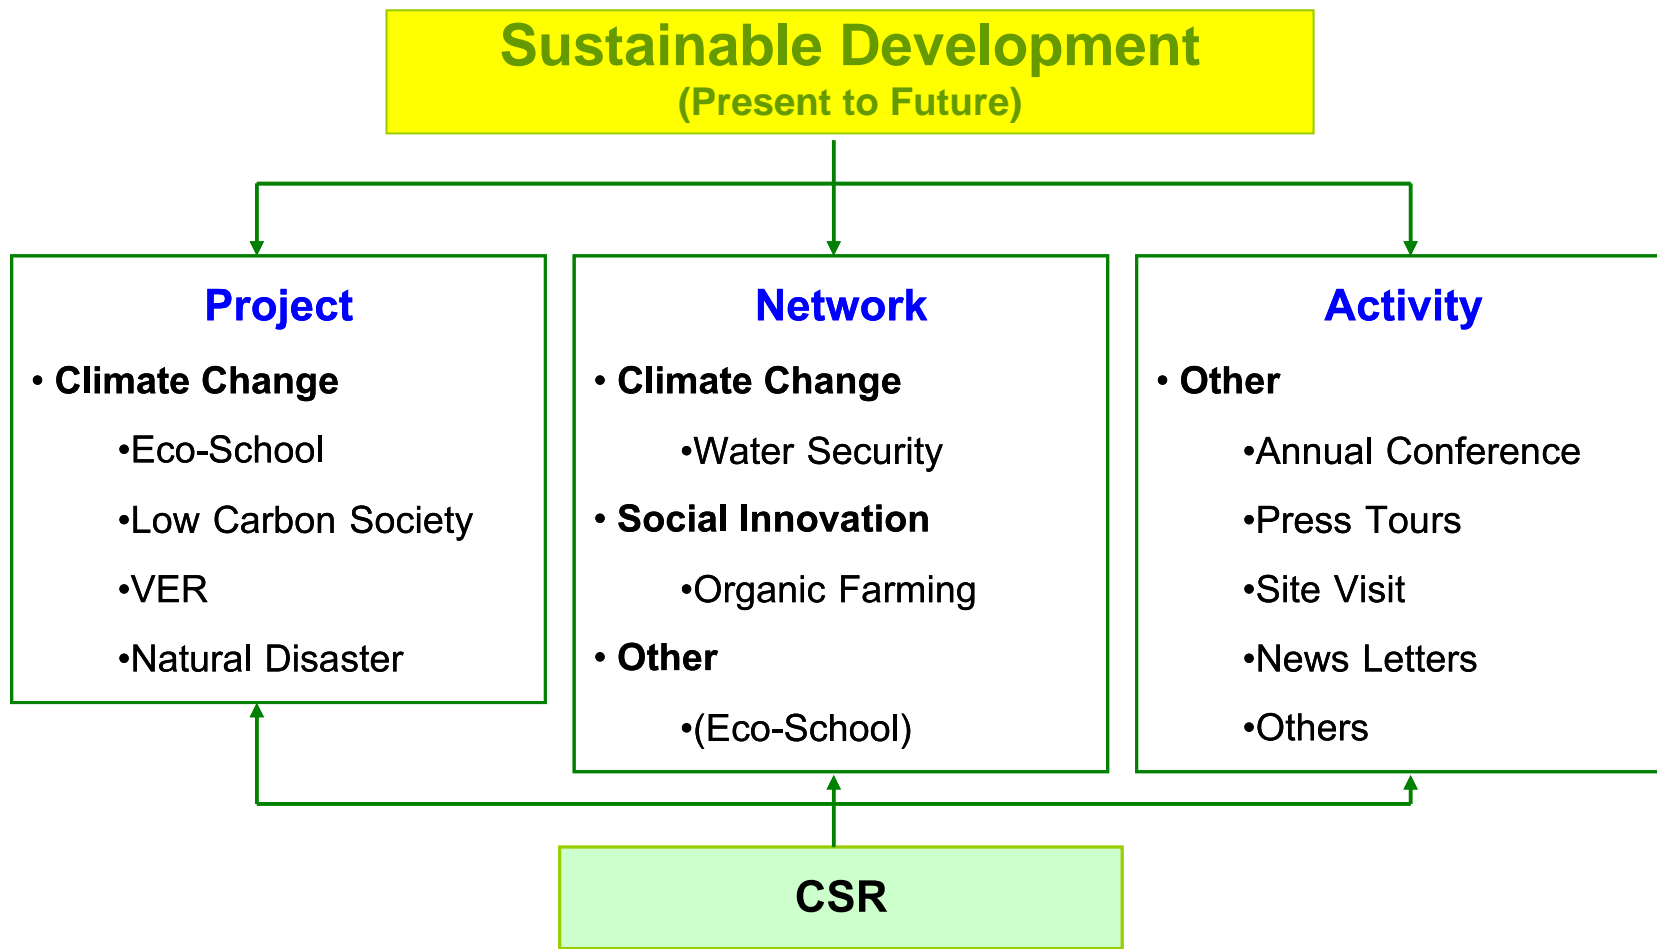 Sustainable Development
(Present to Future)
Project
• Climate Change
•Eco-School
•Low Carbon Society
•VER
•Natural Disaster
Network
• Climate Change
•Water Security
• Social Innovation
•Organic Farming
• Other
•(Eco-School)
Activity
• Other
•Annual Conference
•Press Tours
•Site Visit
•News Letters
•Others
CSR